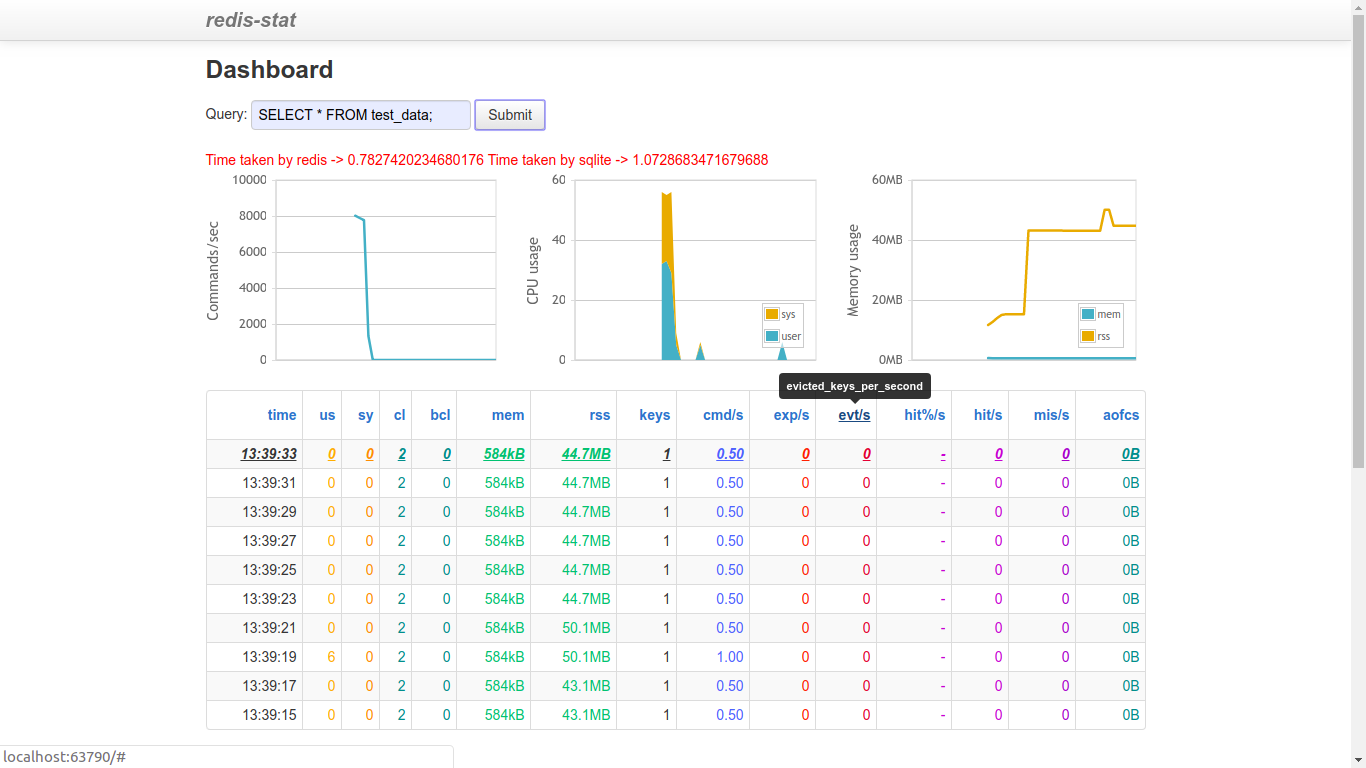 redis-stat
Dashboard
Query: SELECT * FROM test_data; Submit
Time taken by redis -> 0.7827420234680176 Time taken by sqlite -> 1.0728683471679688
Commands/sec
10000
8000
6000
4000
2000
0
CPU usage
60
40
20
0
sys
user
Memory usage
60MB
40MB
20MB
0MB
mem
rss
evicted_keys_per_second
time us sy cl bcl mem rss keys cmd/s exp/s evt/s hit%/s hit/s mis/s aofcs
13:39:33 0 0 2 0 584kB 44.7MB 1 0.50 0 0 - 0 0 0B
13:39:31 0 0 2 0 584kB 44.7MB 1 0.50 0 0 - 0 0 0B
13:39:29 0 0 2 0 584kB 44.7MB 1 0.50 0 0 - 0 0 0B
13:39:27 0 0 2 0 584kB 44.7MB 1 0.50 0 0 - 0 0 0B
13:39:25 0 0 2 0 584kB 44.7MB 1 0.50 0 0 - 0 0 0B
13:39:23 0 0 2 0 584kB 44.7MB 1 0.50 0 0 - 0 0 0B
13:39:21 0 0 2 0 584kB 50.1MB 1 0.50 0 0 - 0 0 0B
13:39:19 6 0 2 0 584kB 50.1MB 1 1.00 0 0 - 0 0 0B
13:39:17 0 0 2 0 584kB 43.1MB 1 0.50 0 0 - 0 0 0B
13:39:15 0 0 2 0 584kB 43.1MB 1 0.50 0 0 - 0 0 0B
localhost:63790/#